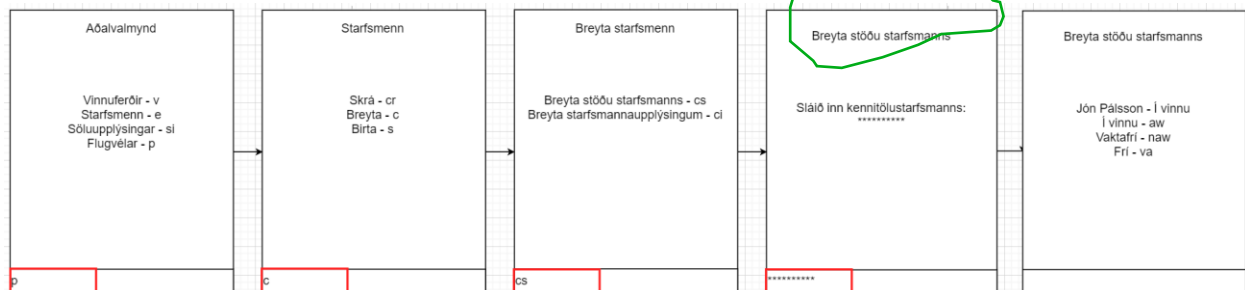 Aðalvalmynd
Vinnuferðir - v
Starfsmenn - e
Söluupplýsingar - si
Flugvélar - p
p
Starfsmenn
Skrá - cr
Breyta - c
Birta - s
c
Breyta starfsmenn
Breyta stöðu starfsmanns - cs
Breyta starfsmannaupplýsingum - ci
cs
Breyta stöðu starfsmanns
Sláið inn kennitölustarfsmanns:
**********
**********
Breyta stöðu starfsmanns
Jón Pálsson - Í vinnu
Í vinnu - aw
Vaktafrí - naw
Frí - va